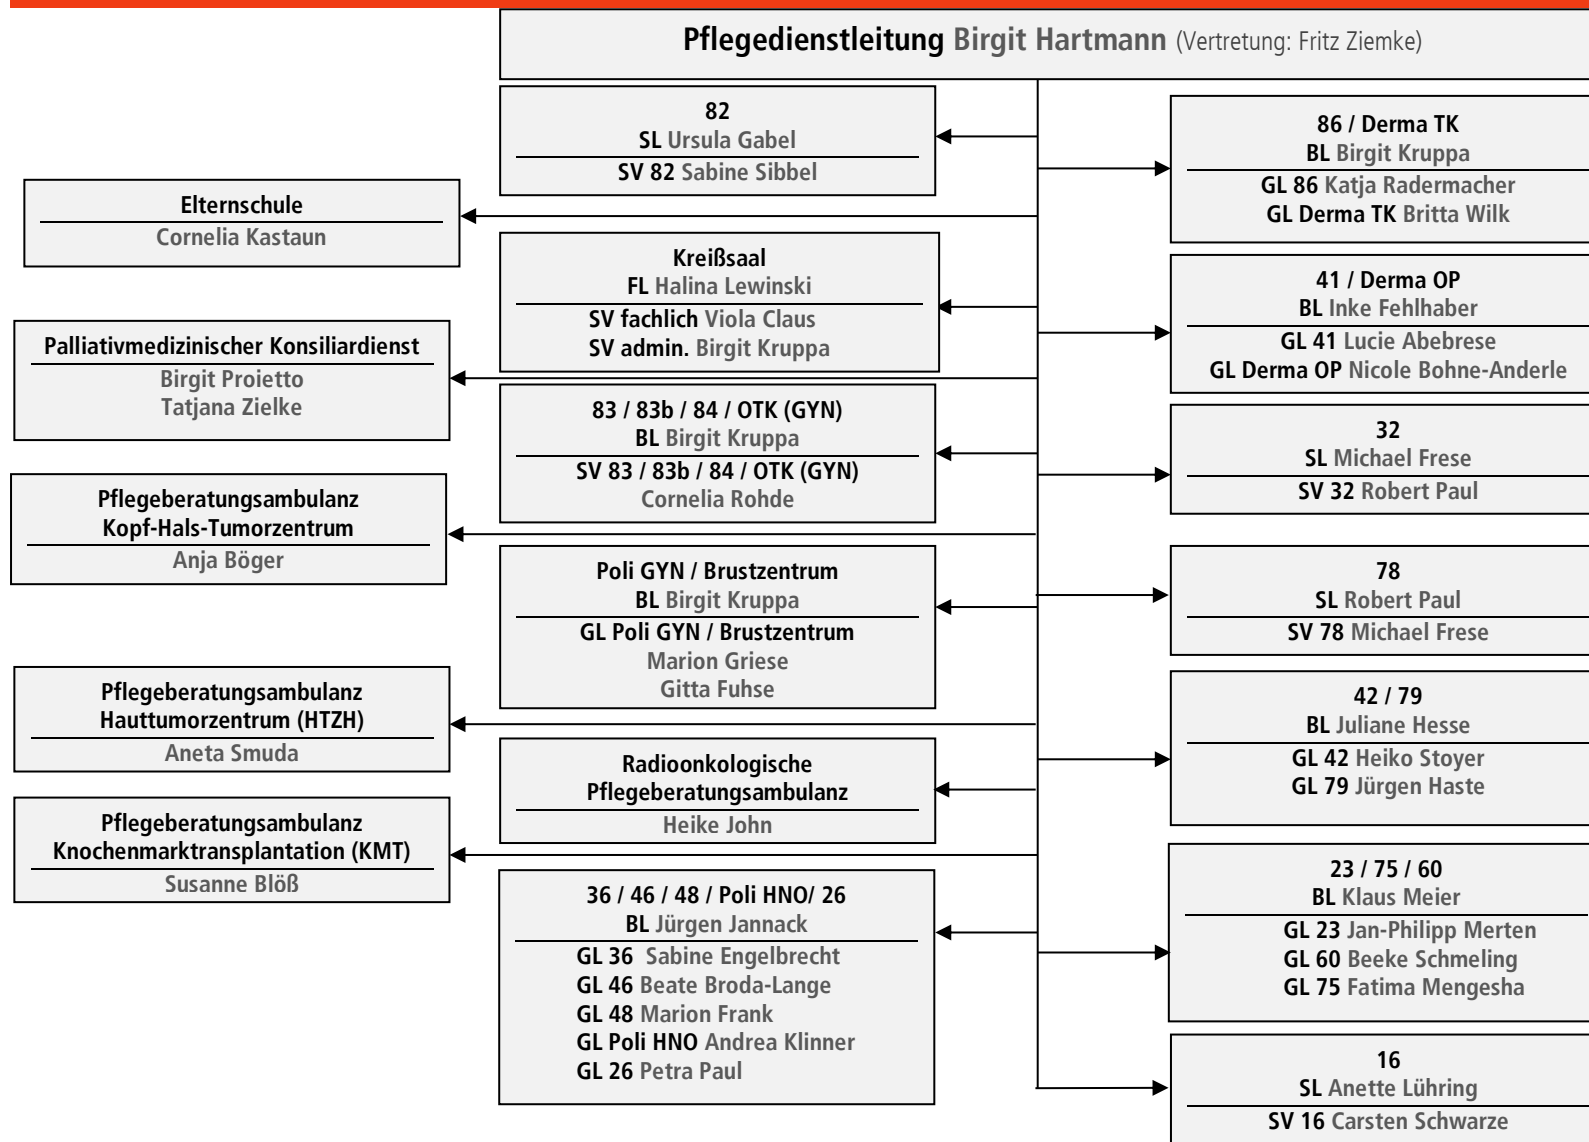 Pflegedienstleitung Birgit Hartmann (Vertretung: Fritz Ziemke)
Elternschule
Cornelia Kastaun
Palliativmedizinischer Konsiliardienst
Birgit Proietto
Tatjana Zielke
Pflegeberatungsambulanz
Kopf-Hals-Tumorzentrum
Anja Böger
Pflegeberatungsambulanz
Hauttumorzentrum (HTZH)
Aneta Smuda
Pflegeberatungsambulanz
Knochenmarktransplantation (KMT)
Susanne Blöß
82
SL Ursula Gabel
SV 82 Sabine Sibbel
Kreißsaal
FL Halina Lewinski
SV fachlich Viola Claus
SV admin. Birgit Kruppa
83 / 83b / 84 / OTK (GYN)
BL Birgit Kruppa
SV 83 / 83b / 84 / OTK (GYN)
Cornelia Rohde
Poli GYN / Brustzentrum
BL Birgit Kruppa
GL Poli GYN / Brustzentrum
Marion Griese
Gitta Fuhse
Radioonkologische
Pflegeberatungsambulanz
Heike John
36 / 46 / 48 / Poli HNO/ 26
BL Jürgen Jannack
GL 36 Sabine Engelbrecht
GL 46 Beate Broda-Lange
GL 48 Marion Frank
GL Poli HNO Andrea Klinner
GL 26 Petra Paul
86 / Derma TK
BL Birgit Kruppa
GL 86 Katja Radermacher
GL Derma TK Britta Wilk
41 / Derma OP
BL Inke Fehlhaber
GL 41 Lucie Abebrese
GL Derma OP Nicole Bohne-Anderle
32
SL Michael Frese
SV 32 Robert Paul
78
SL Robert Paul
SV 78 Michael Frese
42 / 79
BL Juliane Hesse
GL 42 Heiko Stoyer
GL 79 Jürgen Haste
23 / 75 / 60
BL Klaus Meier
GL 23 Jan-Philipp Merten
GL 60 Beeke Schmeling
GL 75 Fatima Mengesha
16
SL Anette Lühring
SV 16 Carsten Schwarze